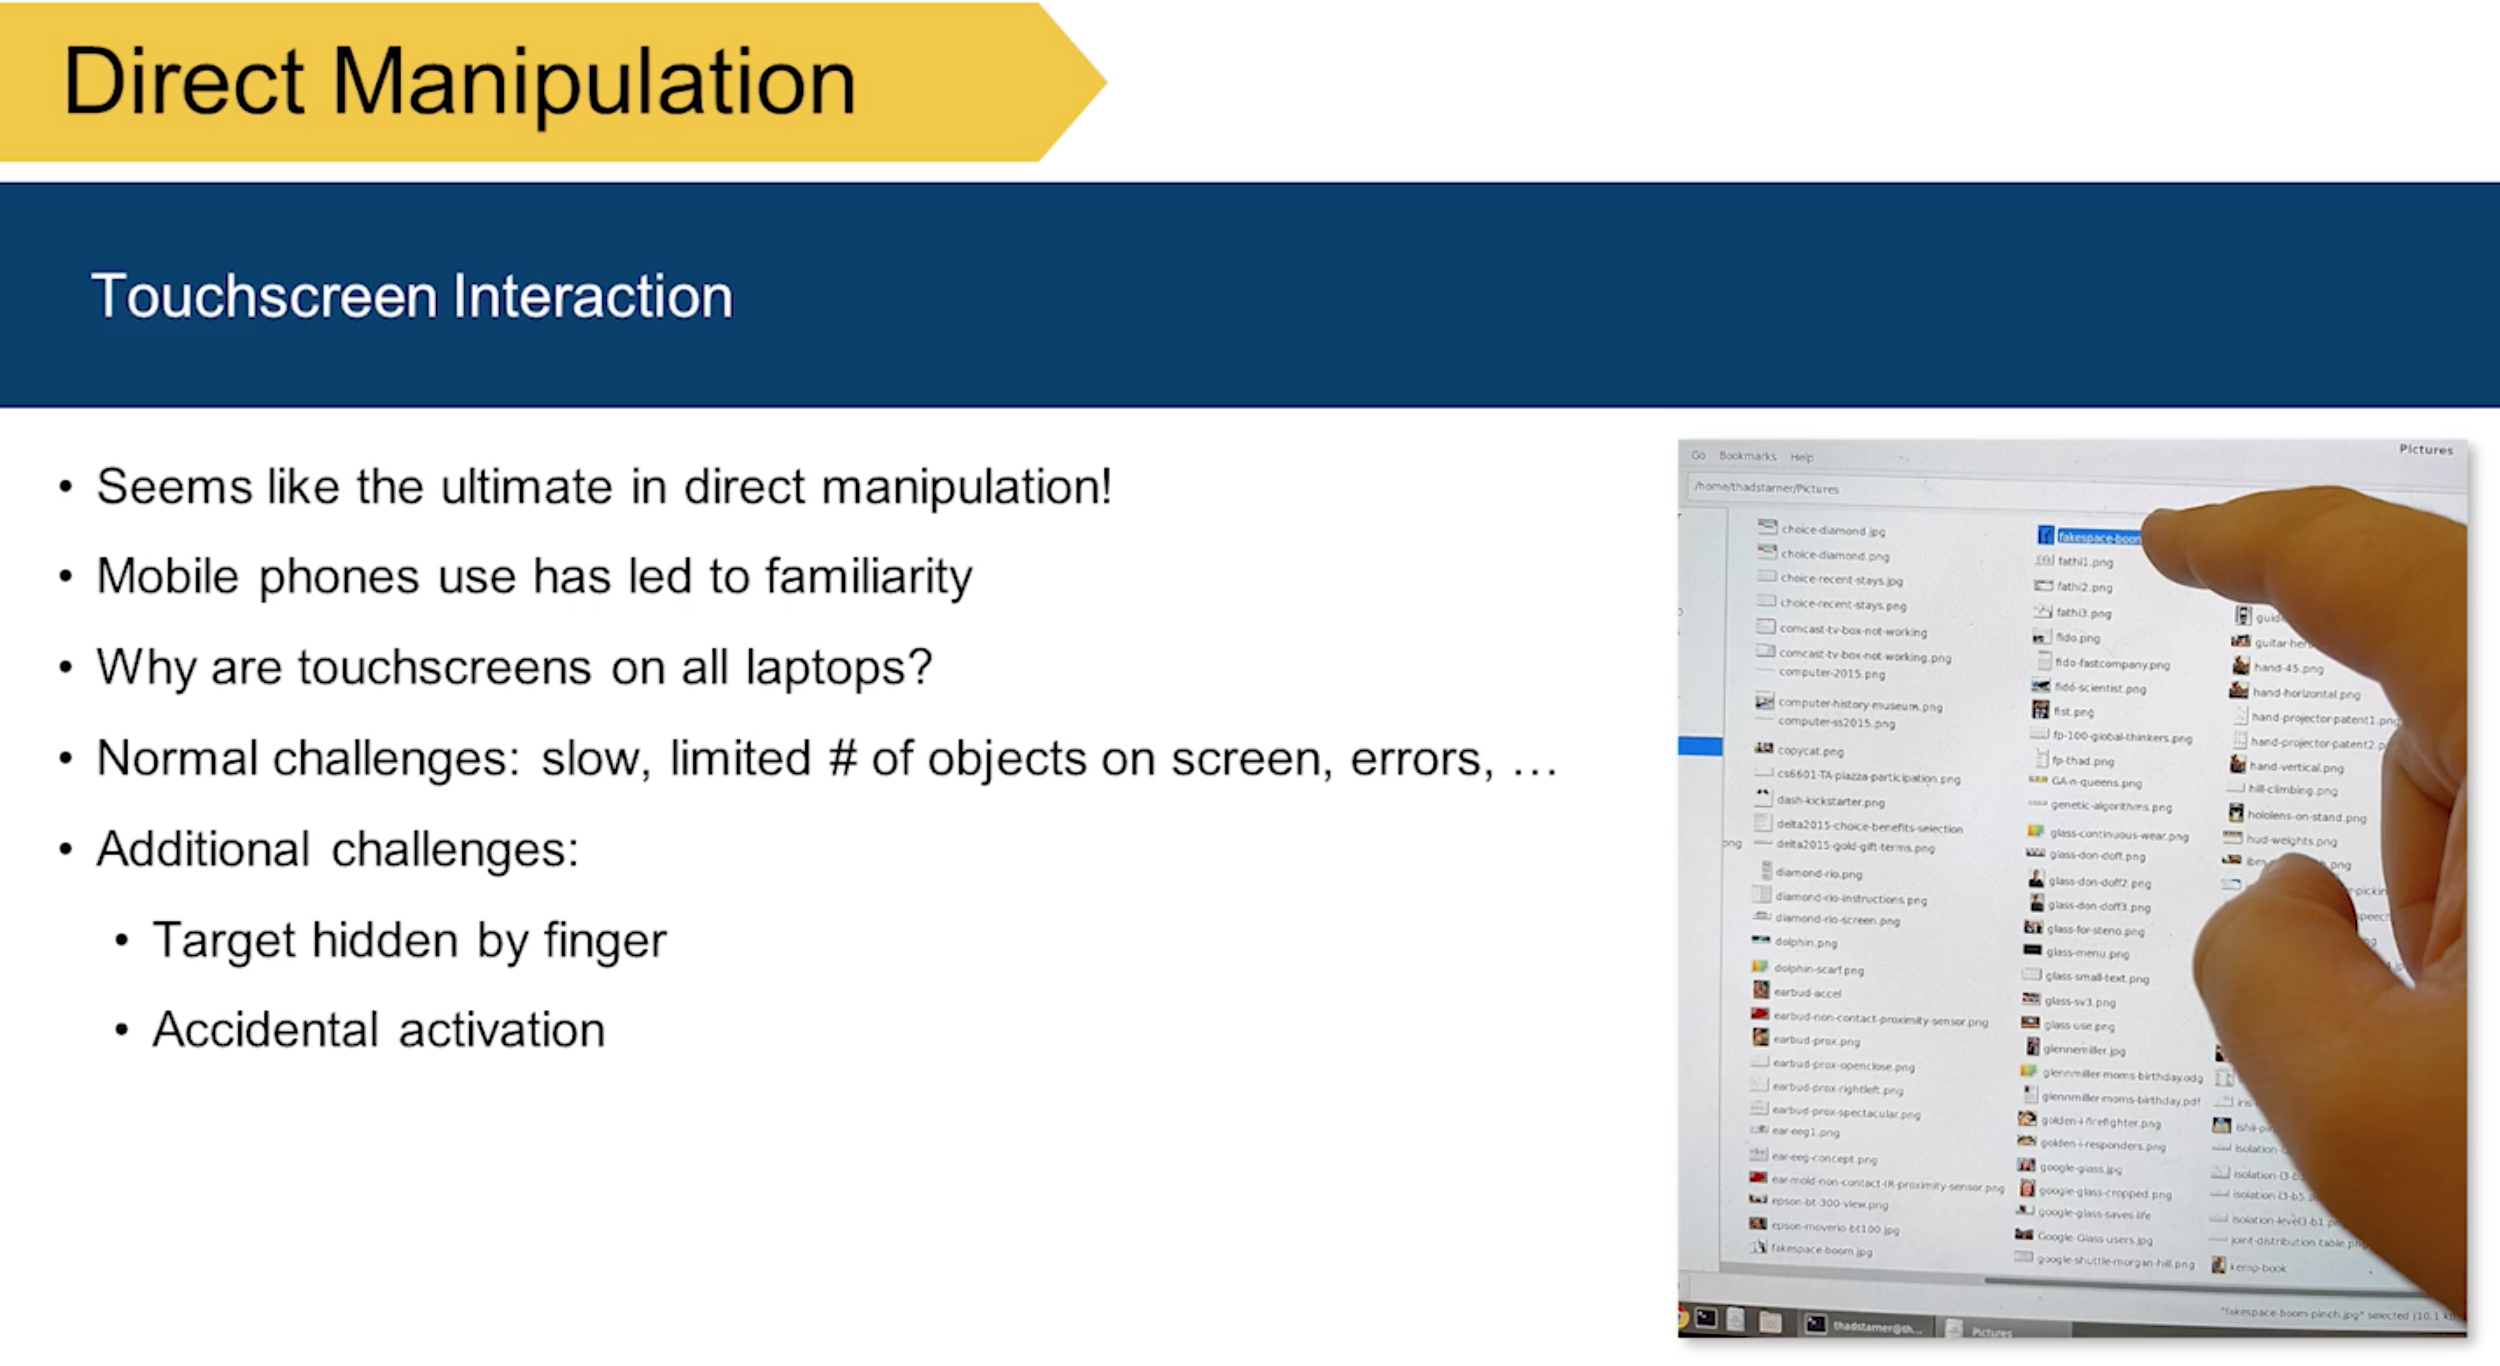 Direct Manipulation
Touchscreen Interaction
• Seems like the ultimate in direct manipulation!
• Mobile phones use has led to familiarity
• Why are touchscreens on all laptops?
• Normal challenges: slow, limited # of objects on screen, errors, …
• Additional challenges:
• Target hidden by finger
• Accidental activation
Pictures
Go Bookmarks Help
/home/thadstarner/Pictures
choice-diamond.jpg
choice-diamond.png
choice-recent-stays.jpg
choice-recent-stays.png
comcast-tv-box-not-working
comcast-tv-box-not-working.png
computer-2015.png
computer-history-museum.png
computer-ss2015.png
copycat.png
cs6601-TA-piazza-participation.png
dash-kickstarter.png
delta2015-choice-benefits-selection
png
delta2015-gold-gift-terms.png
diamond-rio.png
diamond-rio-instructions.png
diamond-rio-screen.png
dolphin.png
dolphin-scarf.png
earbud-accel
earbud-non-contact-proximity-sensor.png
earbud-prox.png
earbud-prox-openclose.png
earbud-prox-rightleft.png
earbud-prox-spectacular.png
ear-eeg1.png
ear-eeg-concept.png
ear-mold-non-contact-IR-proximity-sensor.png
epson-bt-300-view.png
epson-moverio-bt100.jpg
fakespace-boom.jpg
fakespace-boom
fathi1.png
fathi2.png
fathi3.png
fido.png
fido-fastcompany.png
fido-scientist.png
fist.png
fp-100-global-thinkers.png
fp-thad.png
GA-n-queens.png
genetic-algorithms.png
glass-continuous-wear.png
glass-don-doff.png
glass-don-doff2.png
glass-don-doff3.png
glass-for-steno.png
glass-menu.png
glass-small-text.png
glass-sv3.png
glass-use.png
glennemiller.jpg
glennmiller-moms-birthday.odg
glennmiller-moms-birthday.pdf
golden-i-firefighter.png
golden-i-responders.png
google-glass.jpg
google-glass-cropped.png
google-glass-saves-life
Google-Glass-users.jpg
google-shuttle-morgan-hill.png
guitar-her
hand-45.png
hand-horizontal.png
hand-projector-patent1.png
hand-projector-patent2.p
hand-vertical.png
hill-climbing.png
hololens-on-stand.png
hud-weights.png
png
isolation
isolation-l3-b5.p
isolation-level3-b1.p
joint-distribution-table.png
kemp-book
"fakespace-boom-pinch.jpg" selected (10.1 k
thadstarner@th...
Pictures